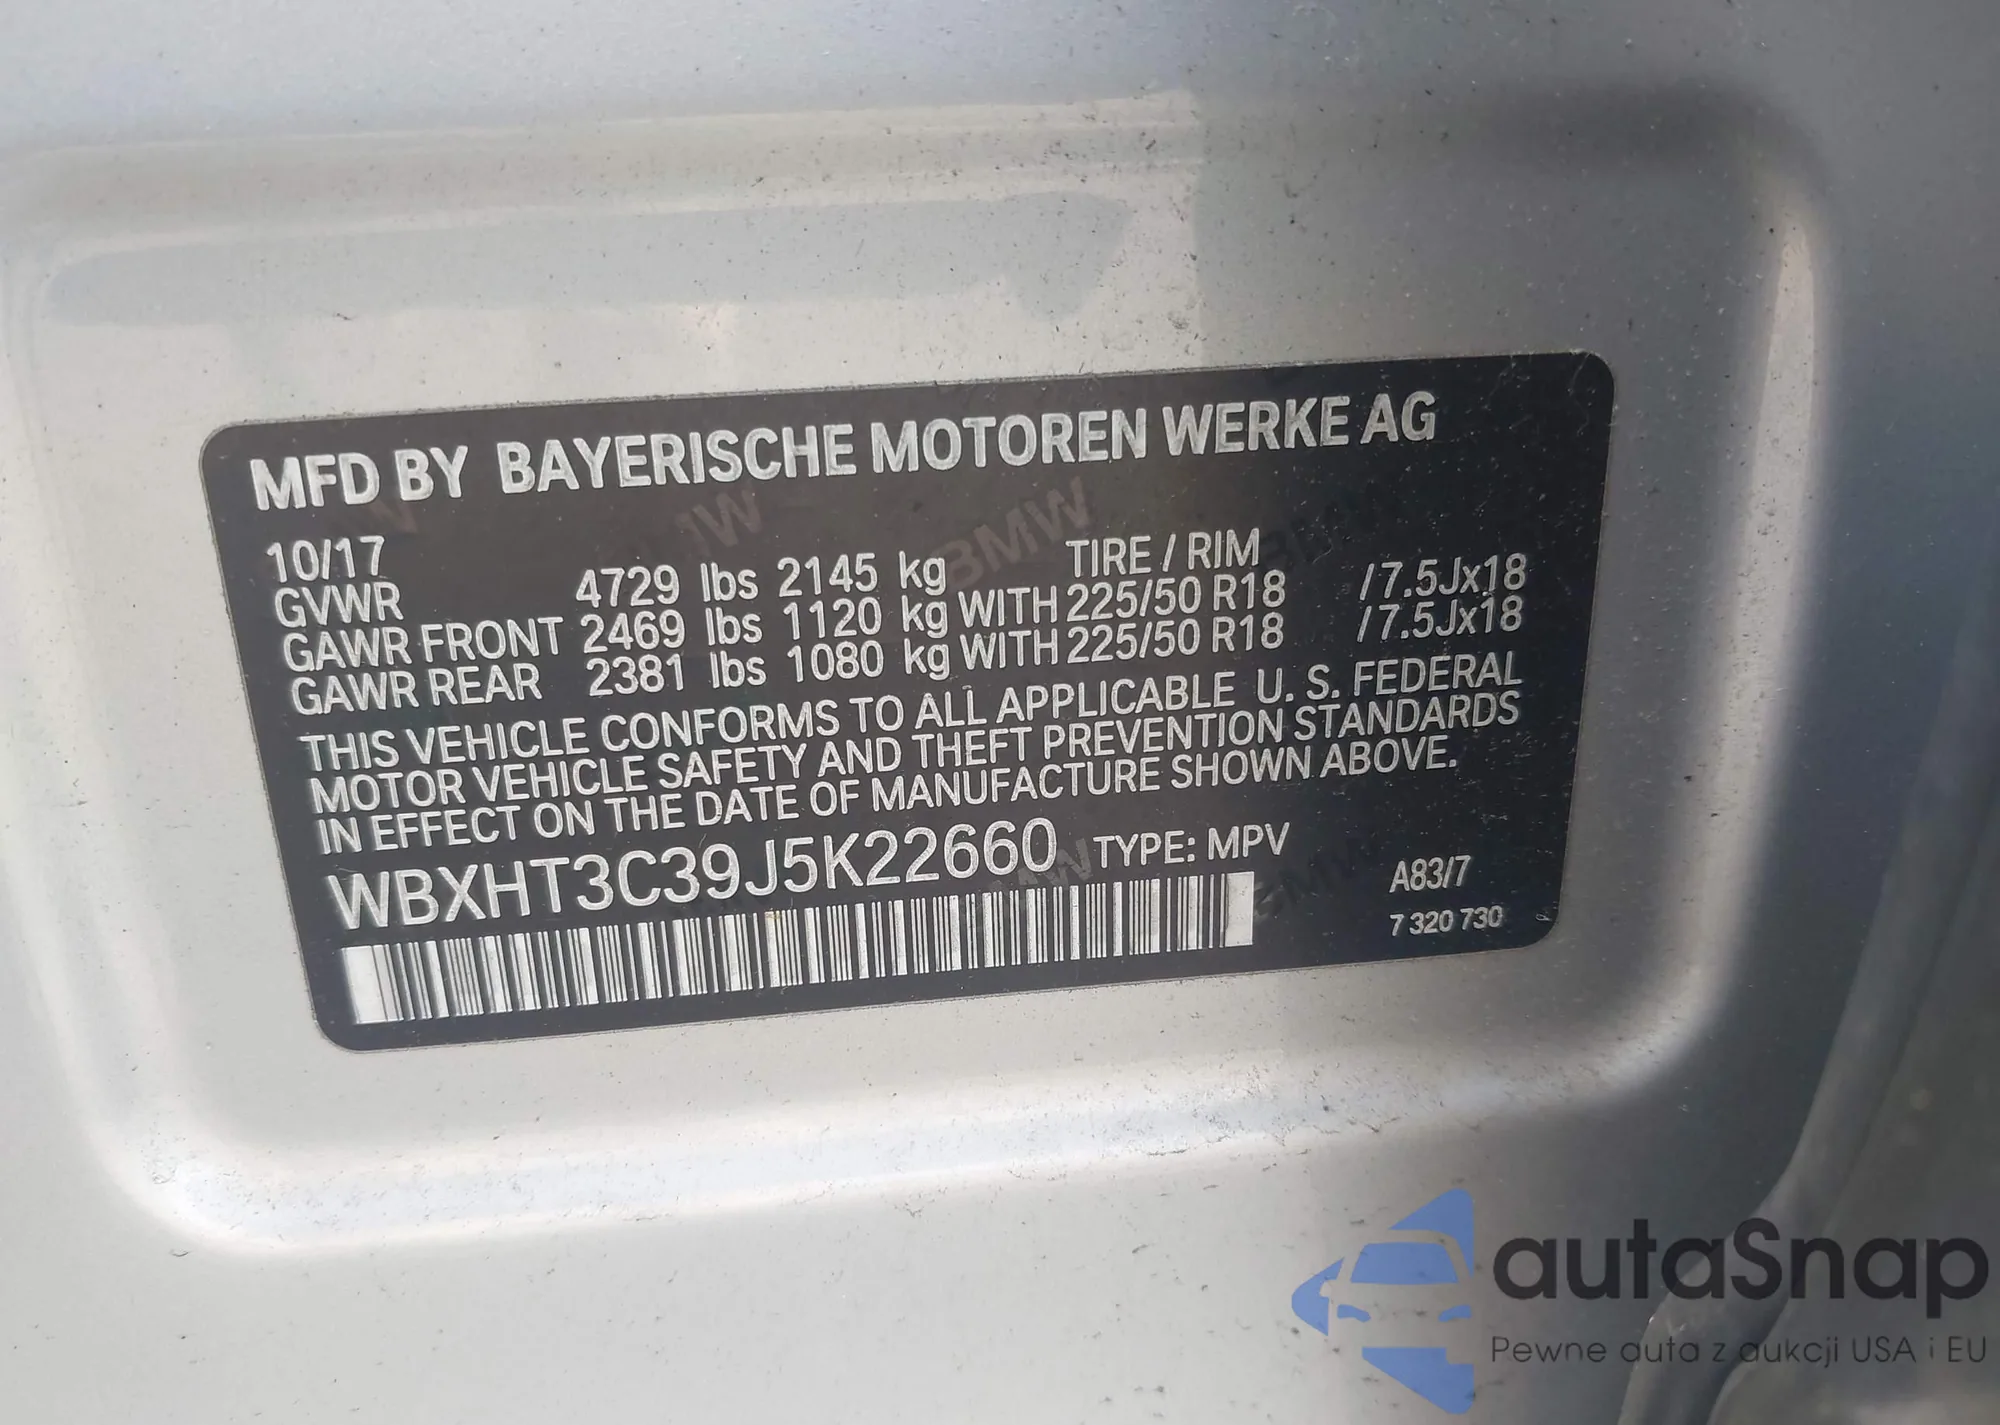 MFD BY BAYERISCHE MOTOREN WERKE AG
10/17 TIRE / RIM
GVWR 4729 lbs 2145 kg
GAWR FRONT 2469 lbs 1120 kg WITH 225/50 R18 /7.5Jx18
GAWR REAR 2381 lbs 1080 kg WITH 225/50 R18 /7.5Jx18
THIS VEHICLE CONFORMS TO ALL APPLICABLE U. S. FEDERAL
MOTOR VEHICLE SAFETY AND THEFT PREVENTION STANDARDS
IN EFFECT ON THE DATE OF MANUFACTURE SHOWN ABOVE.
WBXHT3C39J5K22660 TYPE: MPV
A83/7
7 320 730
autaSnap
Pewne auta z aukcji USA i EU